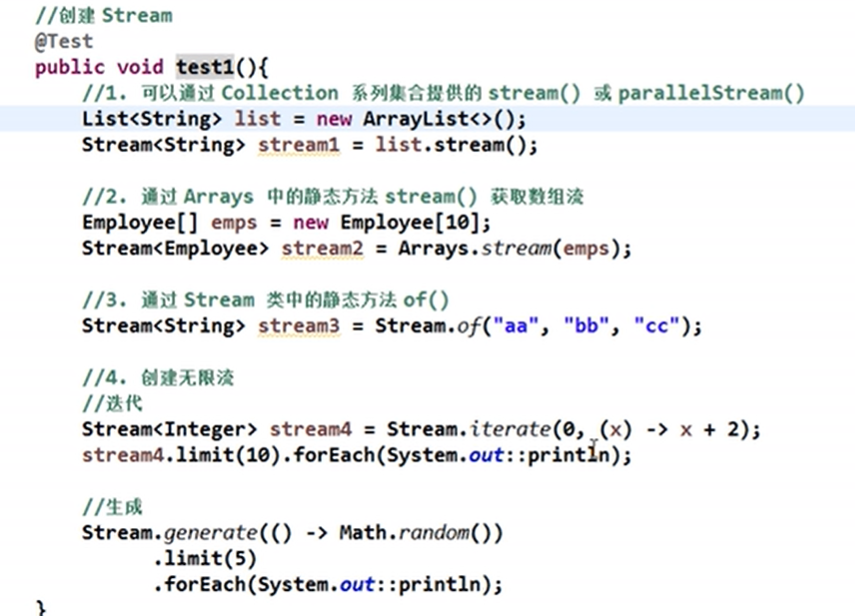 //创建 Stream
@Test
public void test1(){
//1. 可以通过 Collection 系列集合提供的 stream() 或 parallelStream()
List<String> list = new ArrayList<>();
Stream<String> stream1 = list.stream();
//2. 通过 Arrays 中的静态方法 stream() 获取数组流
Employee[] emps = new Employee[10];
Stream<Employee> stream2 = Arrays.stream(emps);
//3. 通过 Stream 类中的静态方法 of()
Stream<String> stream3 = Stream.of("aa", "bb", "cc");
//4. 创建无限流
//迭代
Stream<Integer> stream4 = Stream.iterate(0, (x) -> x + 2);
stream4.limit(10).forEach(System.out::println);
//生成
Stream.generate(() -> Math.random())
.limit(5)
.forEach(System.out::println);
}